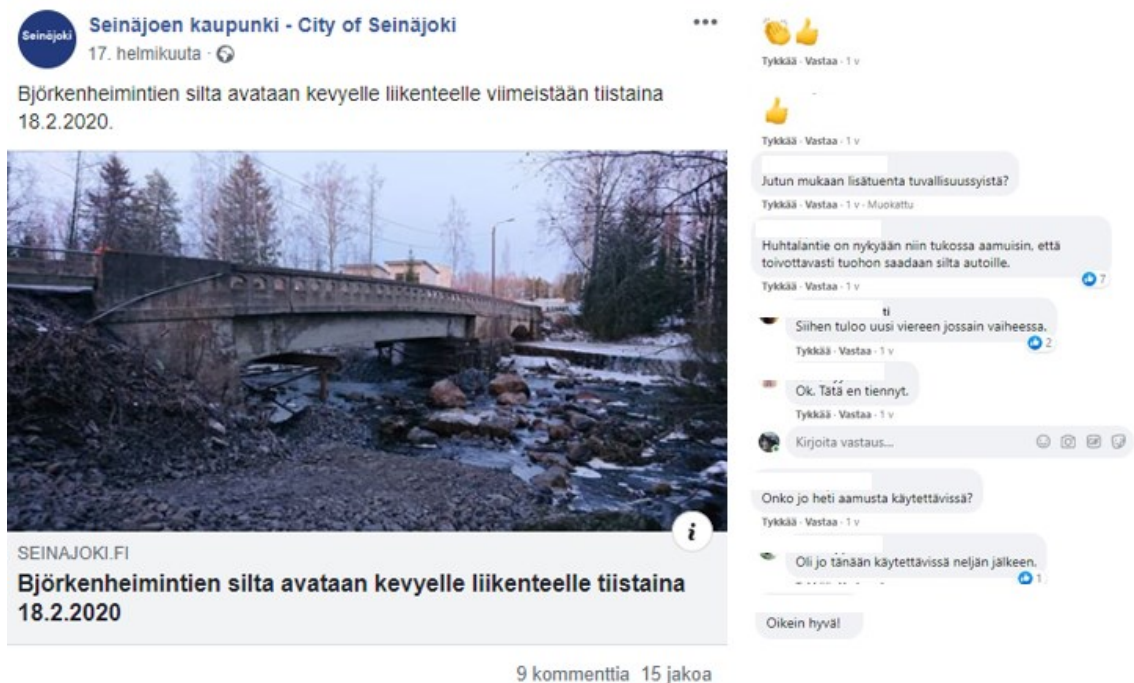 Seinäjoki
Seinäjoen kaupunki - City of Seinäjoki
17. helmikuuta ·
Björkenheimintien silta avataan kevyelle liikenteelle viimeistään tiistaina
18.2.2020.
i
SEINAJOKI.FI
Björkenheimintien silta avataan kevyelle liikenteelle tiistaina
18.2.2020
9 kommenttia 15 jakoa
Tykkää · Vastaa · 1 v
Tykkää · Vastaa · 1 v
Jutun mukaan lisätuenta tuvallisuussyistä?
Tykkää · Vastaa · 1 v · Muokattu
Huhtalantie on nykyään niin tukossa aamuisin, että
toivottavasti tuohon saadaan silta autoille.
7
Tykkää · Vastaa · 1 v
ti
Siihen tuloo uusi viereen jossain vaiheessa.
2
Tykkää · Vastaa · 1 v
Ok. Tätä en tiennyt.
Tykkää · Vastaa · 1 v
Kirjoita vastaus...
GIF
Onko jo heti aamusta käytettävissä?
Tykkää · Vastaa · 1 v
Oli jo tänään käytettävissä neljän jälkeen.
1
Oikein hyvä!